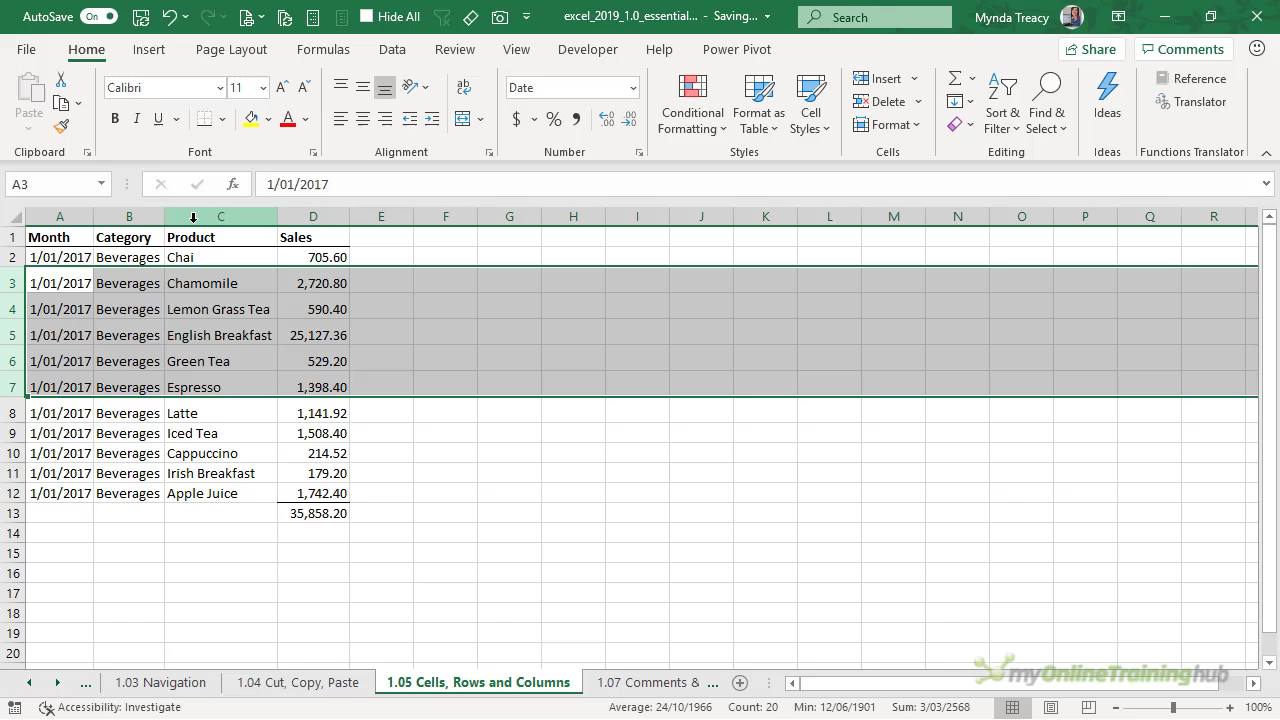 AutoSave On Hide All excel_2019_1.0_essential... - Saving... Search Mynda Treacy
File Home Insert Page Layout Formulas Data Review View Developer Help Power Pivot Share Comments
Paste Calibri 11 Date Conditional Formatting Format as Table Cell Styles Insert Delete Format Sort & Filter Find & Select Ideas Reference Translator
Clipboard Font Alignment Number Styles Cells Editing Ideas Functions Translator
A3 fx 1/01/2017
A B C D E F G H I J K L M N O P Q R
1 Month Category Product Sales
2 1/01/2017 Beverages Chai 705.60
3 1/01/2017 Beverages Chamomile 2,720.80
4 1/01/2017 Beverages Lemon Grass Tea 590.40
5 1/01/2017 Beverages English Breakfast 25,127.36
6 1/01/2017 Beverages Green Tea 529.20
7 1/01/2017 Beverages Espresso 1,398.40
8 1/01/2017 Beverages Latte 1,141.92
9 1/01/2017 Beverages Iced Tea 1,508.40
10 1/01/2017 Beverages Cappuccino 214.52
11 1/01/2017 Beverages Irish Breakfast 179.20
12 1/01/2017 Beverages Apple Juice 1,742.40
13 35,858.20
14
15
16
17
18
19
20
myOnlineTraininghub
... 1.03 Navigation 1.04 Cut Copy, Paste 1.05 Cells, Rows and Columns 1.07 Comments & ...
Accessibility: Investigate Average: 24/10/1966 Count: 20 Min: 12/06/1901 Sum: 3/03/2568 100%